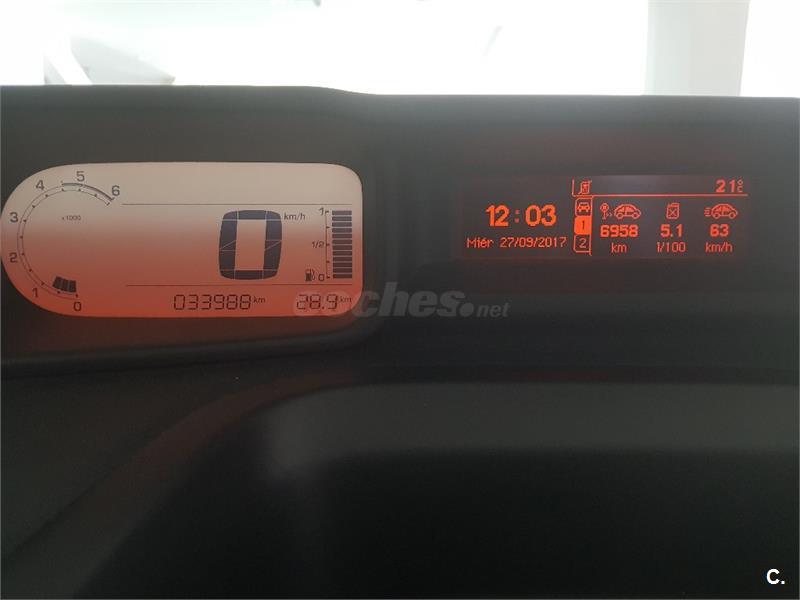 4 5 6
3
x1000
2
1 0
0 km/h
1
1/2
0
033988 km 28.9 km
coches.net
12:03
Miér 27/09/2017
21°C
1
2
6958 5.1 63
km l/100 km/h
C.